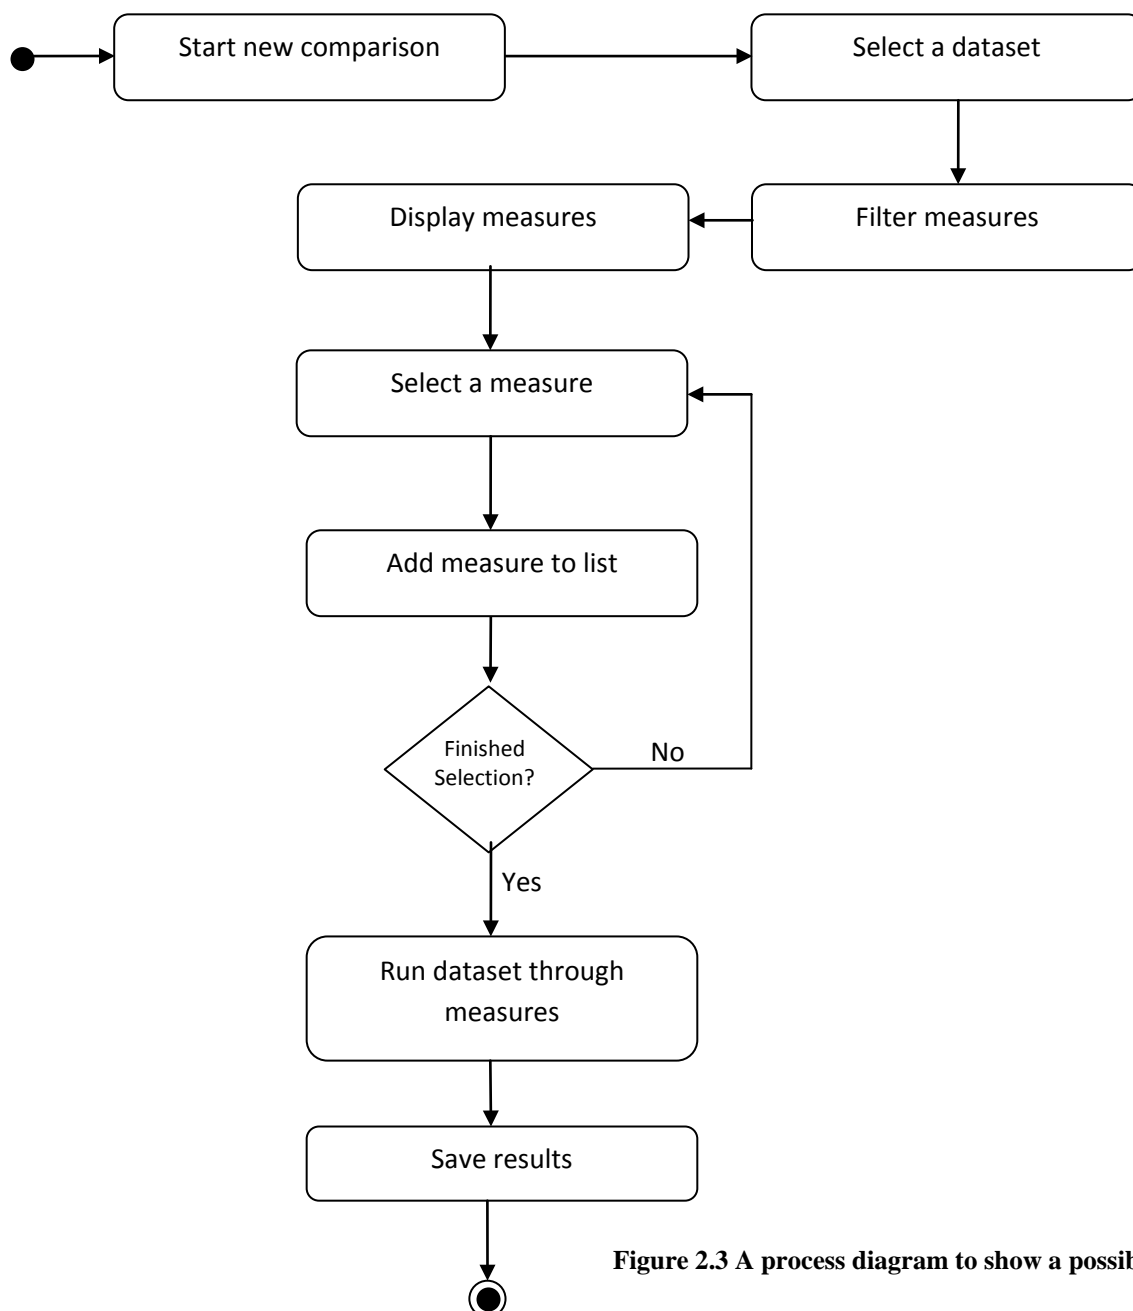 Start new comparison
Select a dataset
Filter measures
Display measures
Select a measure
Add measure to list
Finished
Selection?
No
Yes
Run dataset through
measures
Save results
Figure 2.3 A process diagram to show a